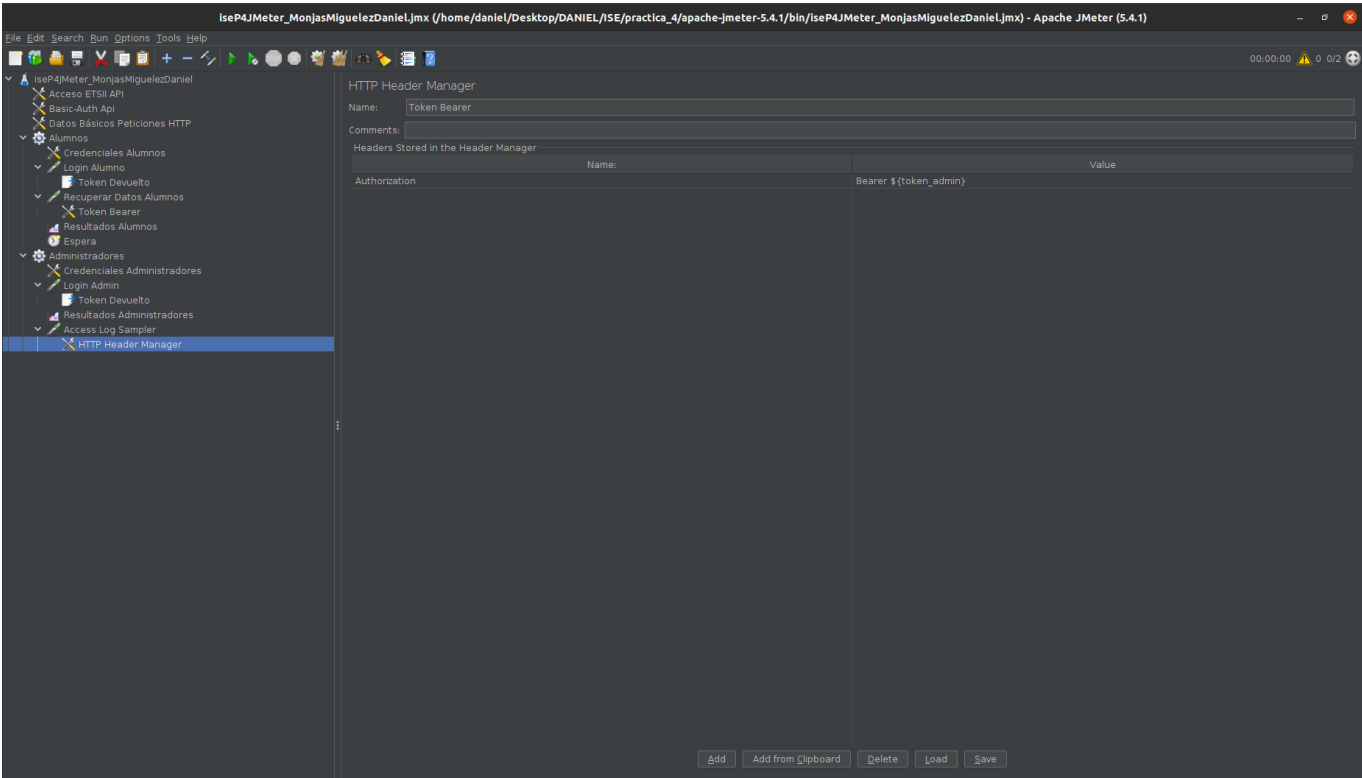 iseP4JMeter_MonjasMiguelezDaniel.jmx (/home/daniel/Desktop/DANIEL/ISE/practica_4/apache-jmeter-5.4.1/bin/iseP4JMeter_MonjasMiguelezDaniel.jmx) - Apache JMeter (5.4.1)
File Edit Search Run Options Tools Help
00:00:00 0 0/2
iseP4JMeter_MonjasMiguelezDaniel
Acceso ETSII API
Basic-Auth Api
Datos Básicos Peticiones HTTP
Alumnos
Credenciales Alumnos
Login Alumno
Token Devuelto
Recuperar Datos Alumnos
Token Bearer
Resultados Alumnos
Espera
Administradores
Credenciales Administradores
Login Admin
Token Devuelto
Resultados Administradores
Access Log Sampler
HTTP Header Manager
HTTP Header Manager
Name: Token Bearer
Comments:
Headers Stored in the Header Manager
Name: Value
Authorization Bearer ${token_admin}
Add Add from Clipboard Delete Load Save